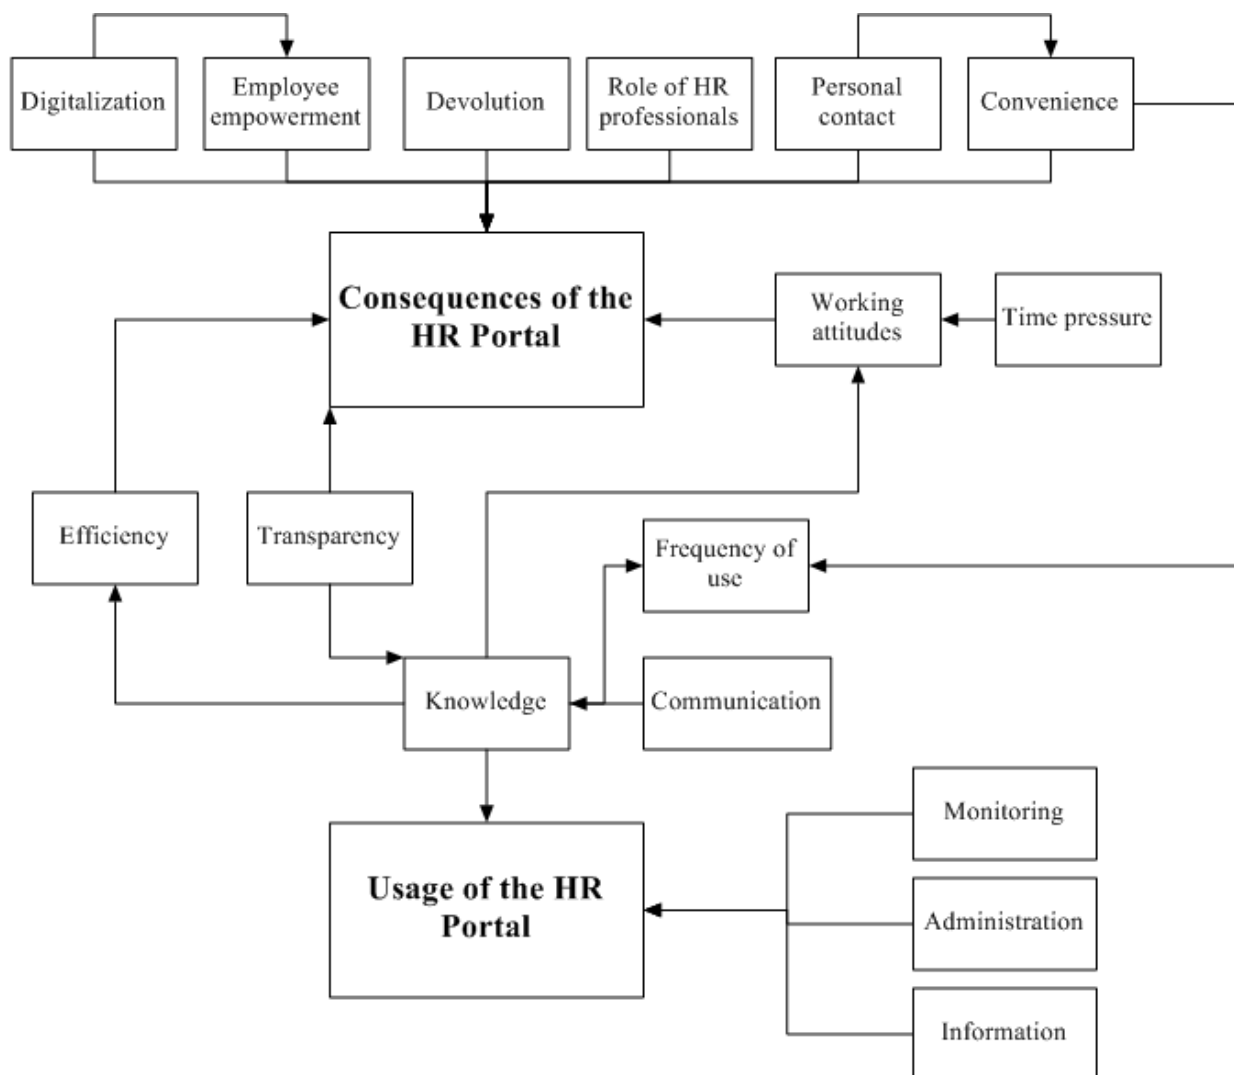 Digitalization
Employee
empowerment
Devolution
Role of HR
professionals
Personal
contact
Convenience
Consequences of the
HR Portal
Working
attitudes
Time pressure
Efficiency
Transparency
Frequency of
use
Knowledge
Communication
Monitoring
Usage of the HR
Portal
Administration
Information